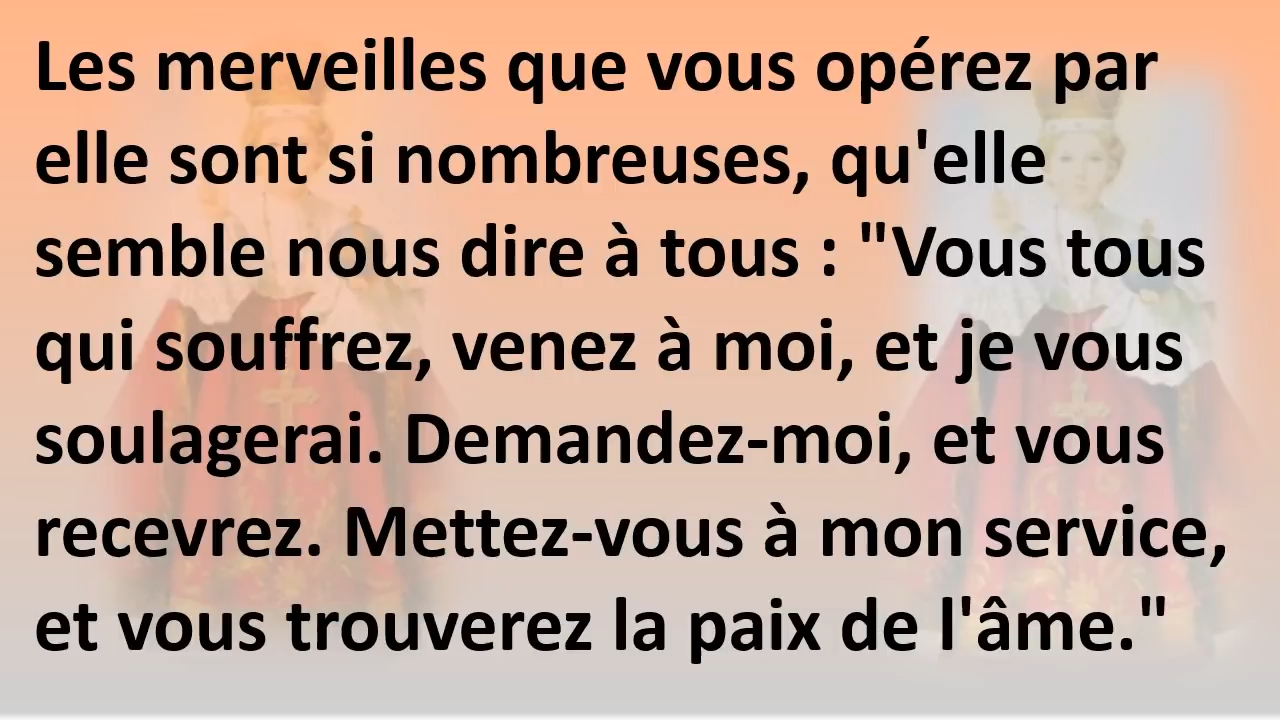 Les merveilles que vous opérez par
elle sont si nombreuses, qu'elle
semble nous dire à tous : "Vous tous
qui souffrez, venez à moi, et je vous
soulagerai. Demandez-moi, et vous
recevrez. Mettez-vous à mon service,
et vous trouverez la paix de l'âme."